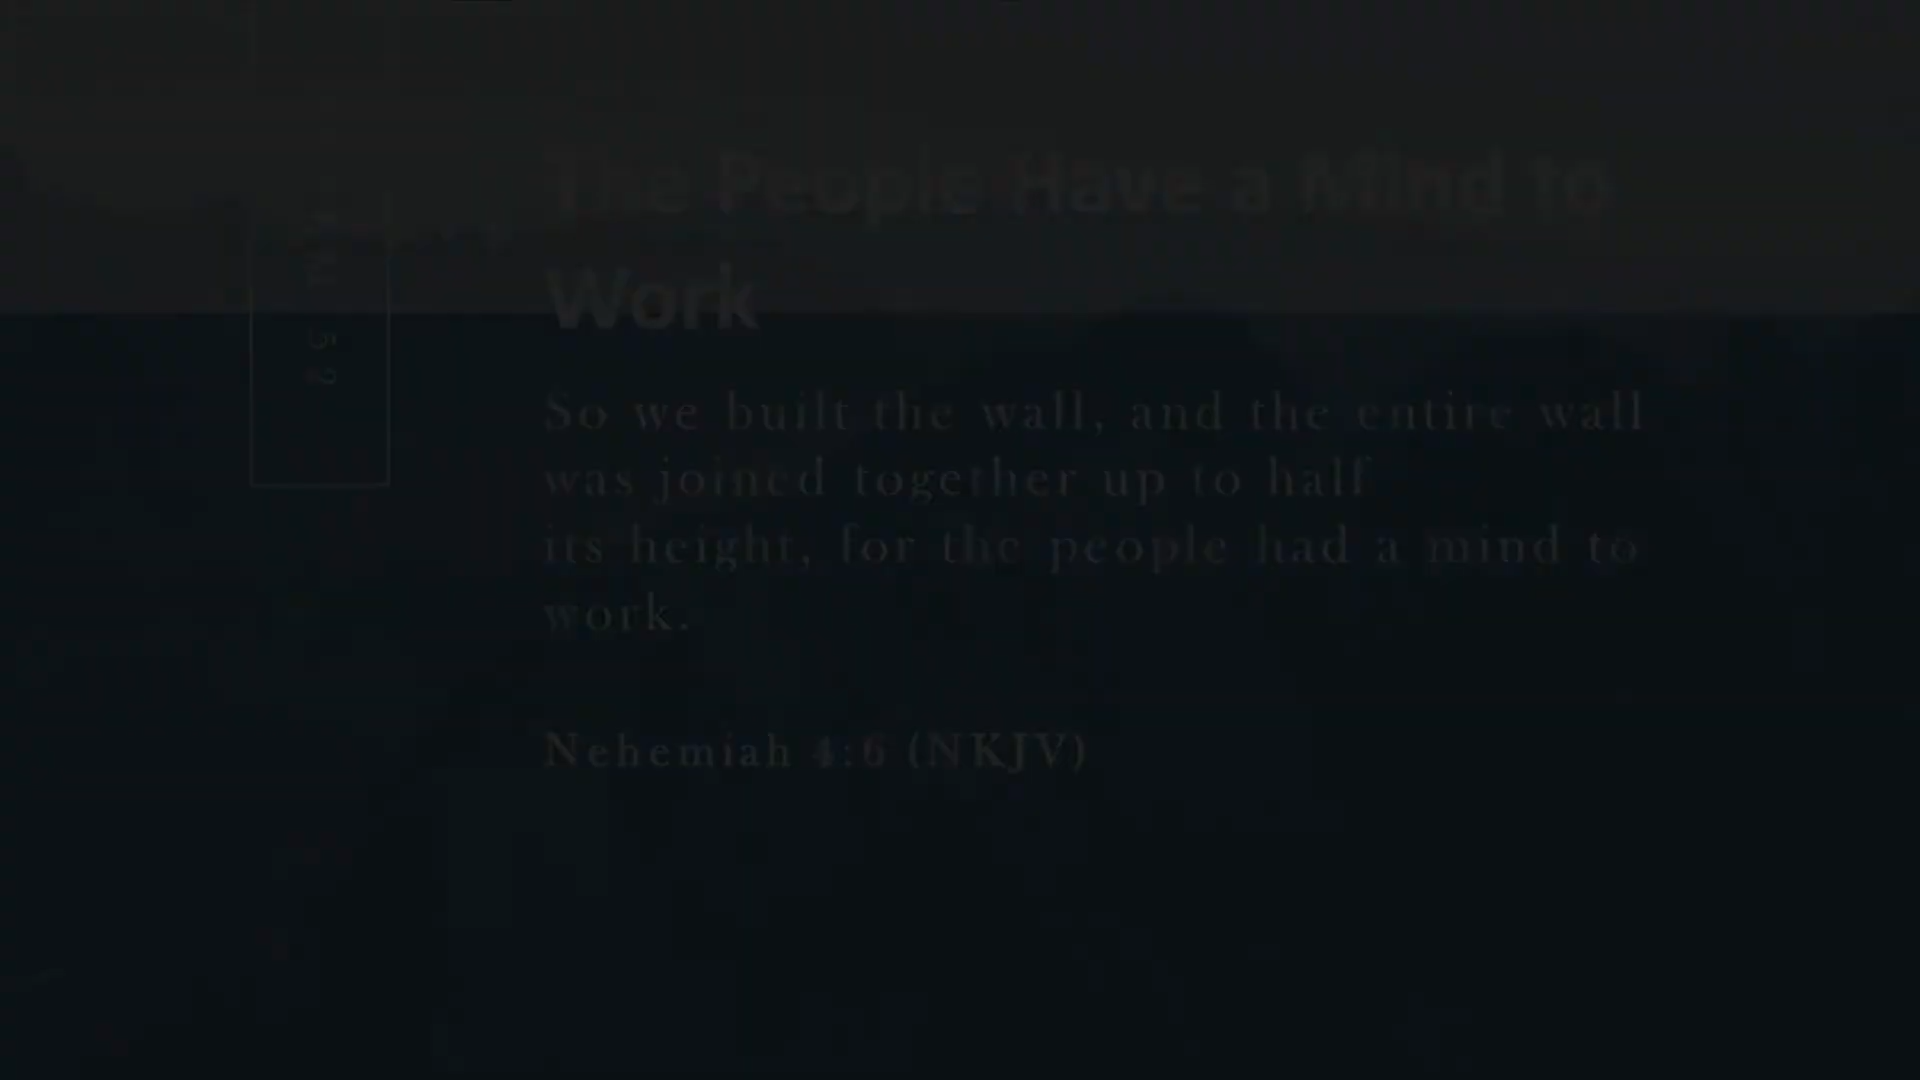 The People Have a Mind to
Work
So we built the wall, and the entire wall
was joined together up to half
its height, for the people had a mind to
work.
Nehemiah 4:6 (NKJV)
52